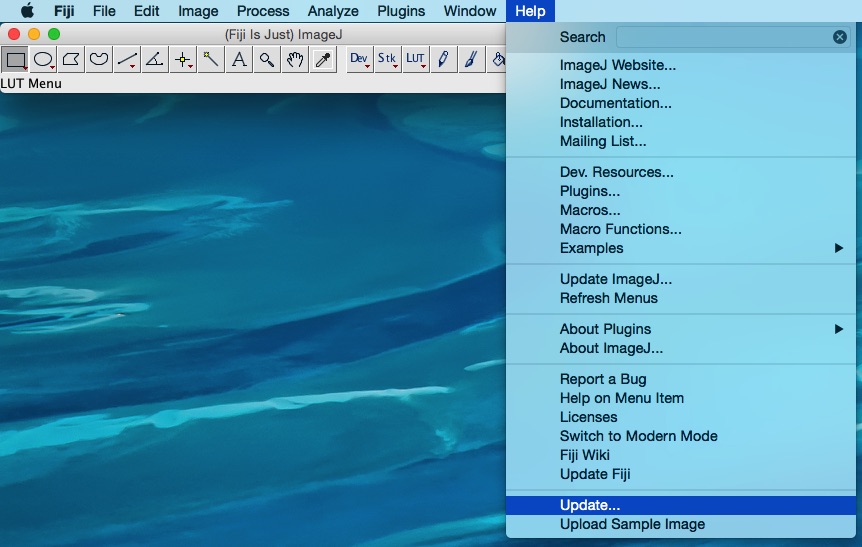 Fiji File Edit Image Process Analyze Plugins Window Help
(Fiji Is Just) ImageJ
A Dev Stk LUT
LUT Menu
Search
ImageJ Website...
ImageJ News...
Documentation...
Installation...
Mailing List...
Dev. Resources...
Plugins...
Macros...
Macro Functions...
Examples
Update ImageJ...
Refresh Menus
About Plugins
About ImageJ...
Report a Bug
Help on Menu Item
Licenses
Switch to Modern Mode
Fiji Wiki
Update Fiji
Update...
Upload Sample Image